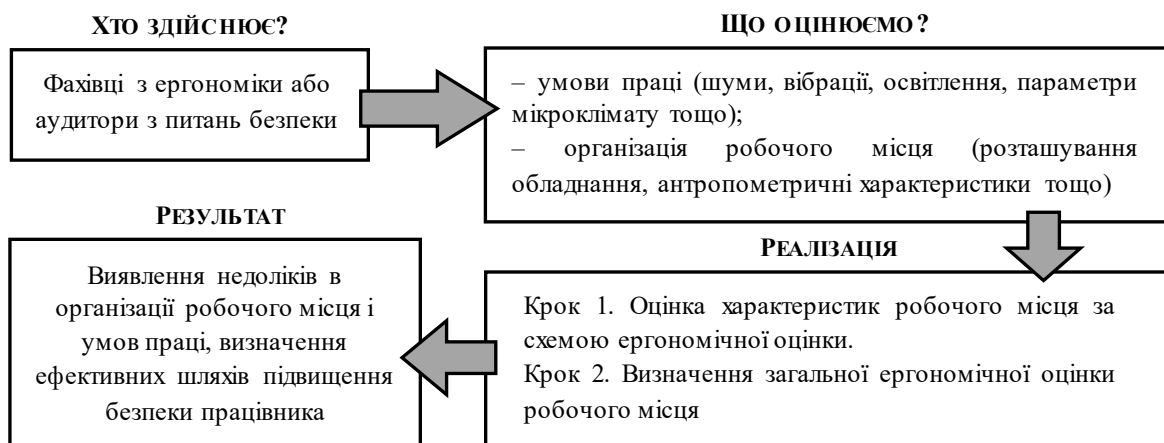 ХТО ЗДІЙСНЮЄ?
Фахівці з ергономіки або
аудитори з питань безпеки
ЩО ОЦІНЮЄМО?
– умови праці (шуми, вібрації, освітлення, параметри
мікроклімату тощо);
– організація робочого місця (розташування
обладнання, антропометричні характеристики тощо)
РЕАЛІЗАЦІЯ
Крок 1. Оцінка характеристик робочого місця за
схемою ергономічної оцінки.
Крок 2. Визначення загальної ергономічної оцінки
робочого місця
РЕЗУЛЬТАТ
Виявлення недоліків в
організації робочого місця і
умов праці, визначення
ефективних шляхів підвищення
безпеки працівника